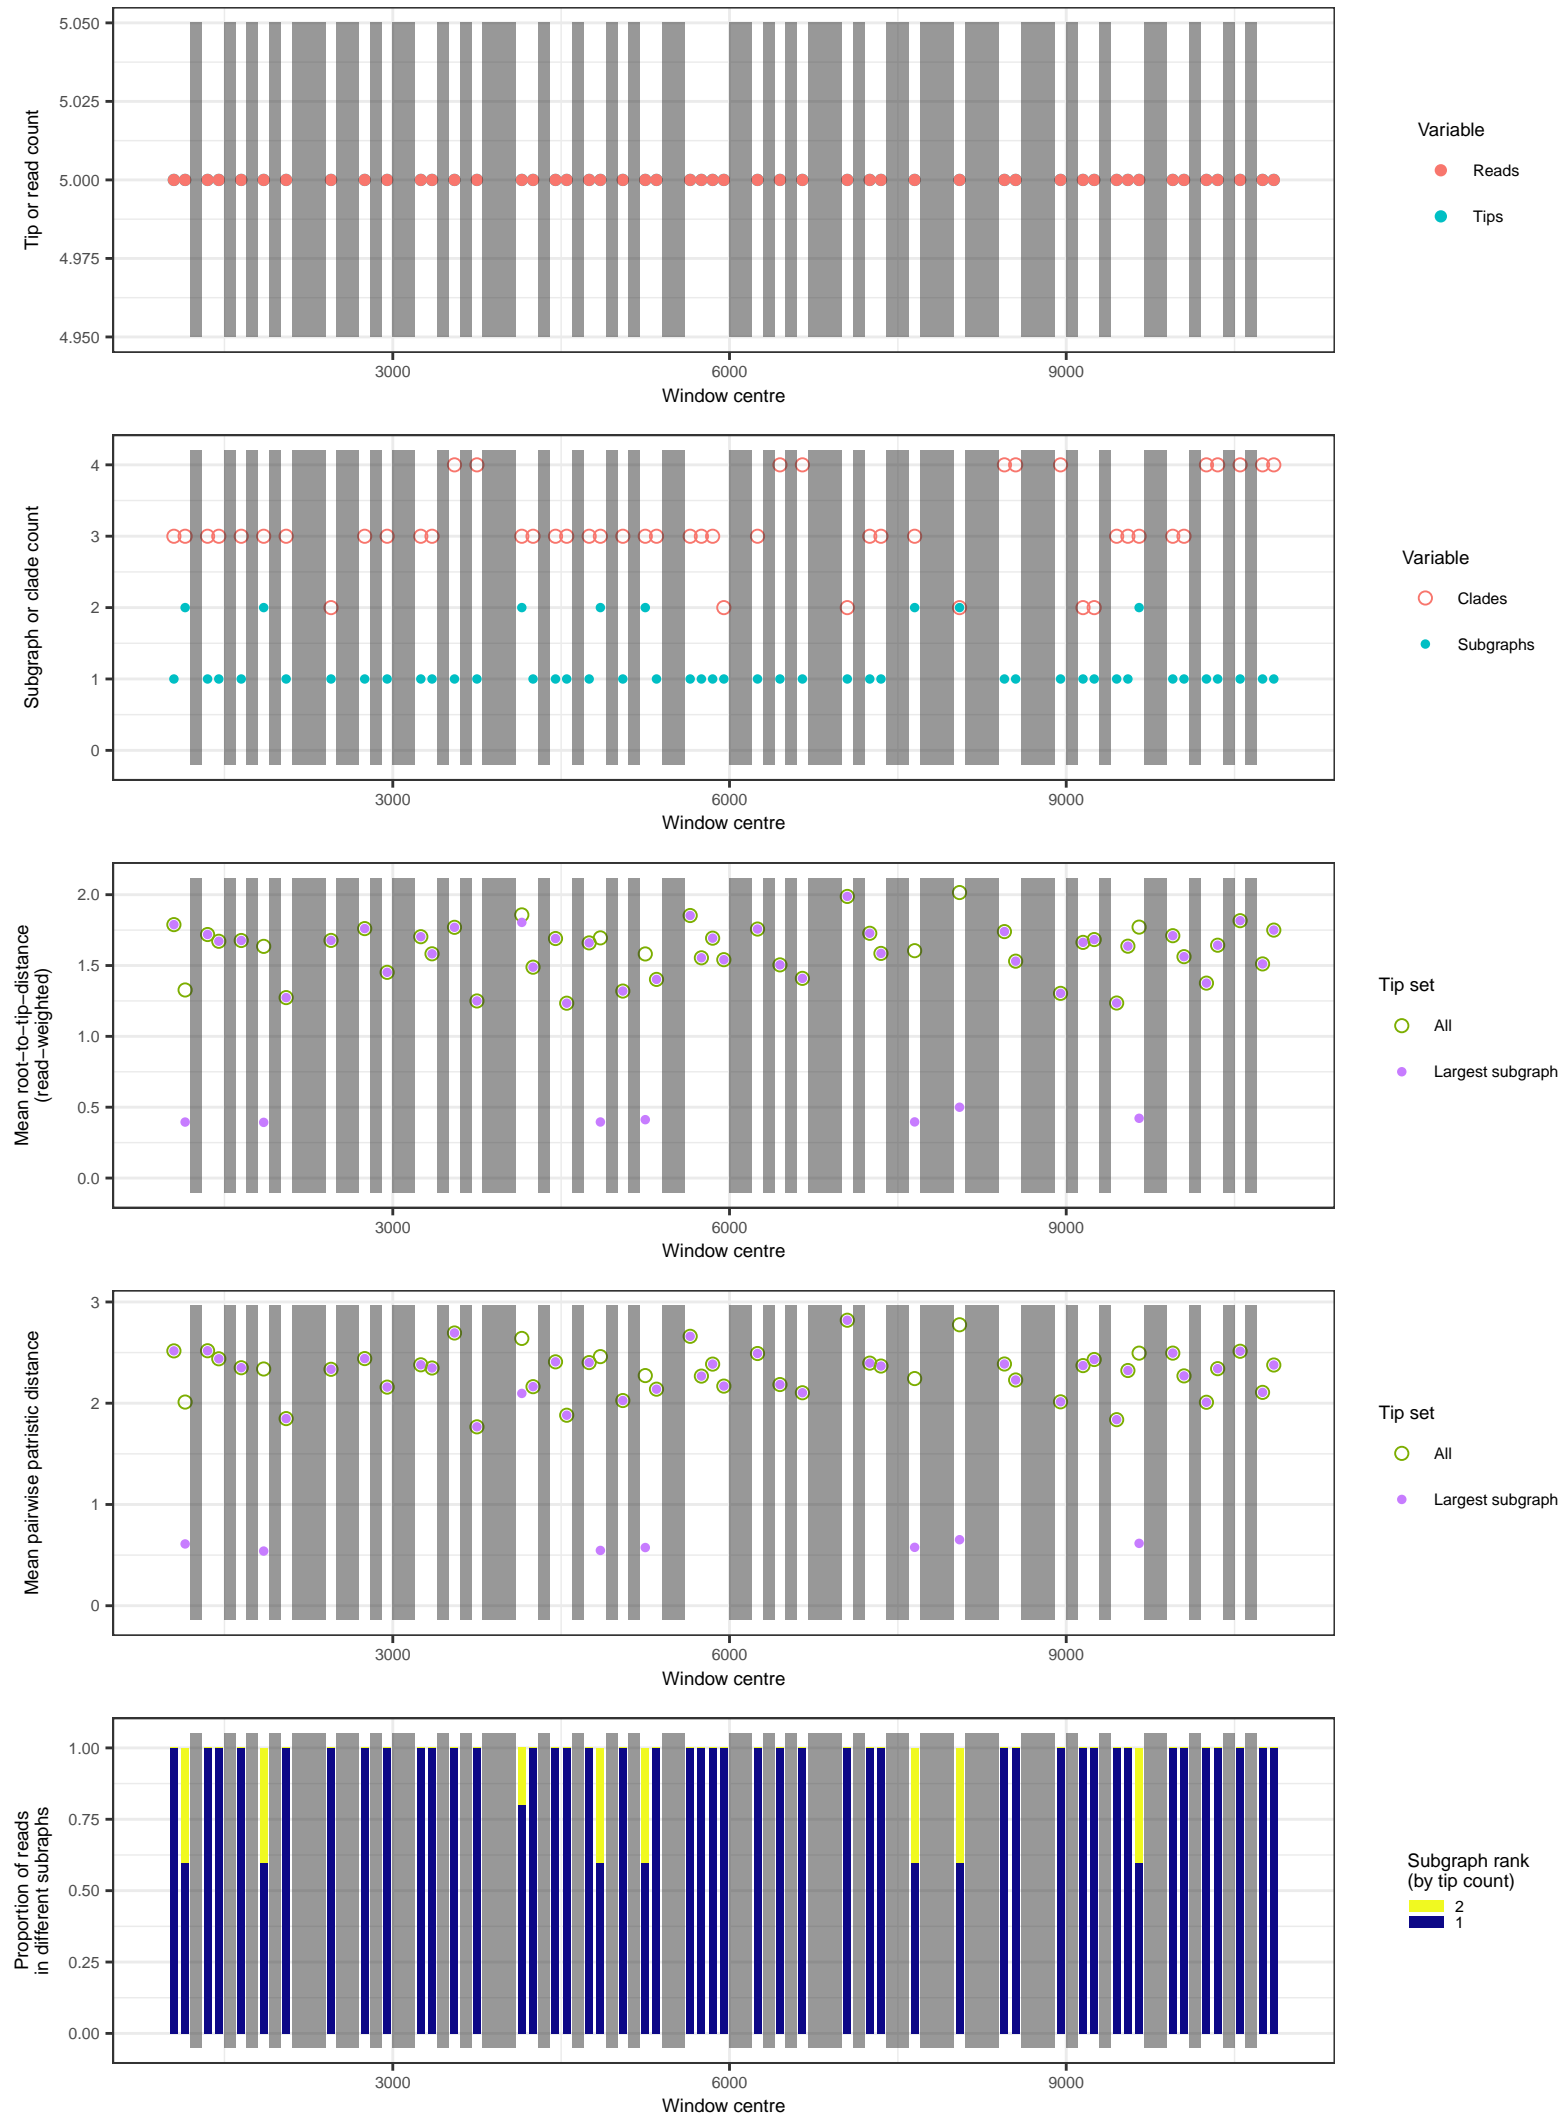 5.050
5.025
5.000
4.975
4.950
Tip or read count
3000 6000 9000
Window centre
Variable
Reads
Tips
4
3
2
1
0
Subgraph or clade count
3000 6000 9000
Window centre
Variable
Clades
Subgraphs
2.0
1.5
1.0
0.5
0.0
Mean root−to−tip−distance
(read−weighted)
3000 6000 9000
Window centre
Tip set
All
Largest subgraph
3
2
1
0
Mean pairwise patristic distance
3000 6000 9000
Window centre
Tip set
All
Largest subgraph
1.00
0.75
0.50
0.25
0.00
Proportion of reads
in different subraphs
3000 6000 9000
Window centre
Subgraph rank
(by tip count)
2
1